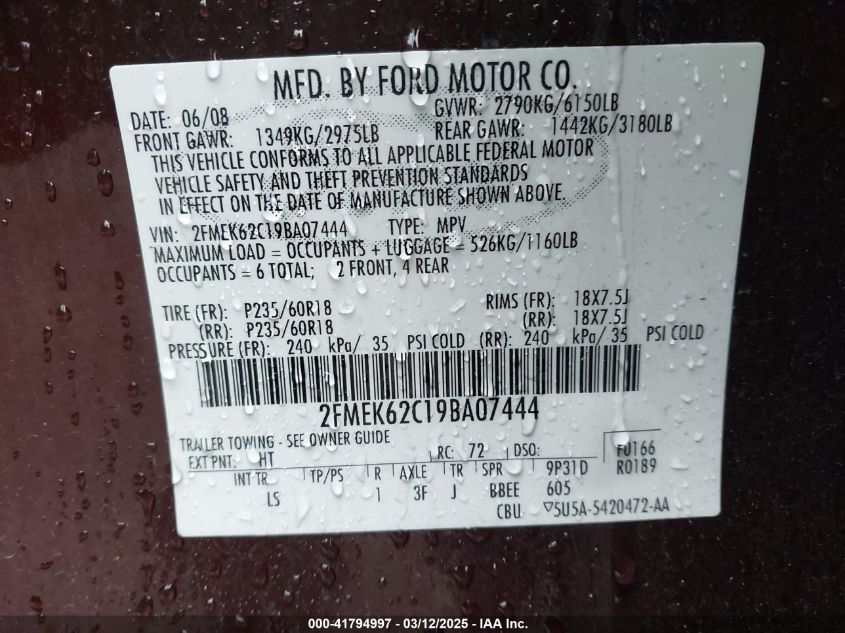 MFD. BY FORD MOTOR CO.
DATE: 06/08 GVWR: 2790KG/6150LB
FRONT GAWR: 1349KG/2975LB REAR GAWR: 1442KG/3180LB
THIS VEHICLE CONFORMS TO ALL APPLICABLE FEDERAL MOTOR
VEHICLE SAFETY AND THEFT PREVENTION STANDARDS
IN EFFECT ON THE DATE OF MANUFACTURE SHOWN ABOVE.
VIN: 2FMEK62C19BA07444 TYPE: MPV
MAXIMUM LOAD = OCCUPANTS + LUGGAGE = 526KG/1160LB
OCCUPANTS = 6 TOTAL; 2 FRONT, 4 REAR
TIRE (FR): P235/60R18 RIMS (FR): 18X7.5J
(RR): P235/60R18 (RR): 18X7.5J
PRESSURE (FR): 240 kPa/ 35 PSI COLD (RR): 240 kPa/ 35 PSI COLD
2FMEK62C19BA07444
TRAILER TOWING - SEE OWNER GUIDE
EXT PNT: HT RC: 72 DSO: F0166
R0189
INT TR TP/PS R AXLE TR SPR 9P31D
LS 1 3F J BBEE 605
CBU ▽5U5A-5420472-AA
000-41794997 - 03/12/2025 - IAA Inc.